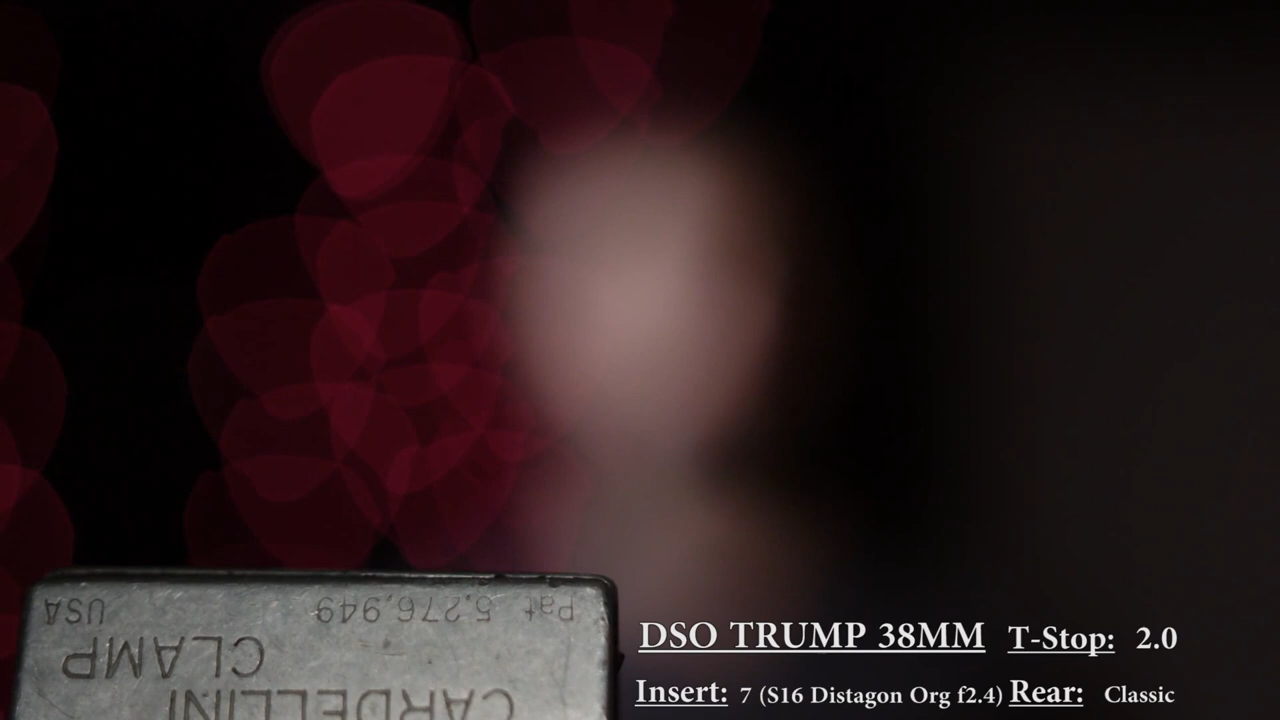 Pat 5,276,949 USA
CARDELLINI
CLAMP
DSO TRUMP 38MM T-Stop: 2.0
Insert: 7 (S16 Distagon Org f2.4) Rear: Classic